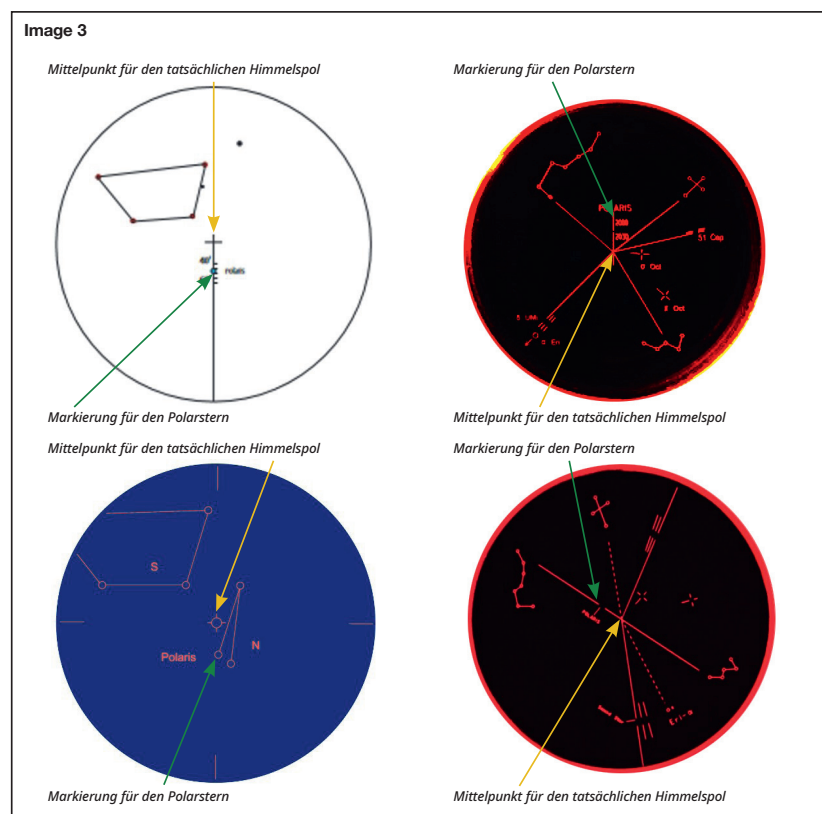 Image 3
Mittelpunkt für den tatsächlichen Himmelspol
Markierung für den Polarstern
40'
rolais
Markierung für den Polarstern
POLARIS
2030
51 Cep
σ Oct
Oct
Mittelpunkt für den tatsächlichen Himmelspol
Mittelpunkt für den tatsächlichen Himmelspol
S
Polaris
N
Markierung für den Polarstern
Markierung für den Polarstern
POLARIS
Eri-α
Mittelpunkt für den tatsächlichen Himmelspol